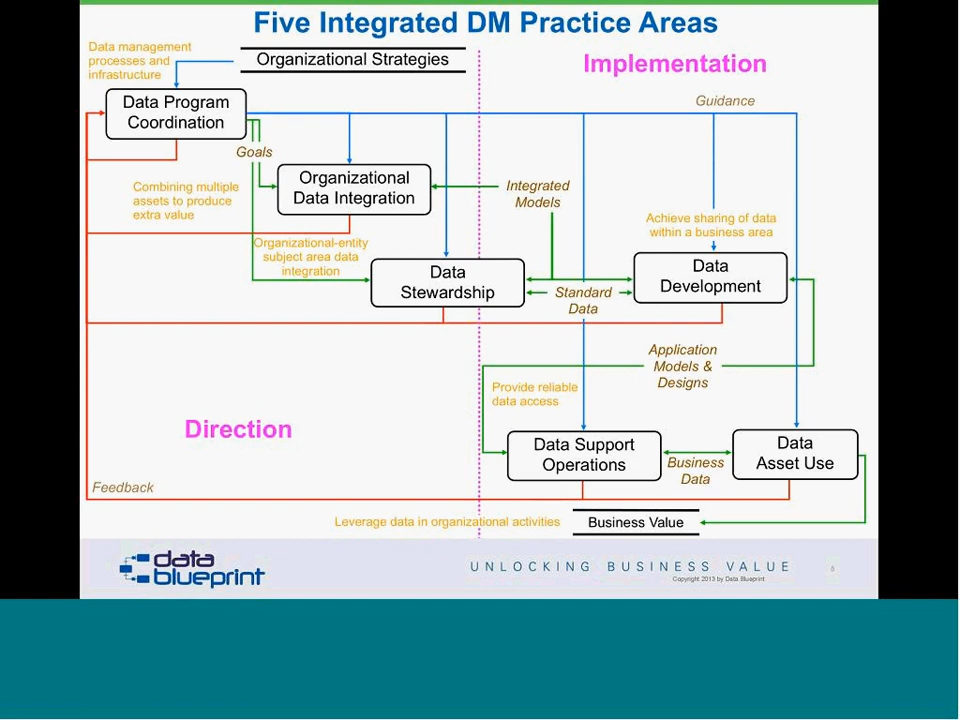 Five Integrated DM Practice Areas
Data management
processes and
infrastructure
Organizational Strategies
Implementation
Data Program
Coordination
Guidance
Goals
Combining multiple
assets to produce
extra value
Organizational
Data Integration
Integrated
Models
Achieve sharing of data
within a business area
Organizational-entity
subject area data
integration
Data
Stewardship
Data
Development
Standard
Data
Application
Models &
Designs
Provide reliable
data access
Direction
Data Support
Operations
Business
Data
Data
Asset Use
Feedback
Leverage data in organizational activities
Business Value
data
blueprint
UNLOCKING BUSINESS VALUE
Copyright 2013 by Data Blueprint